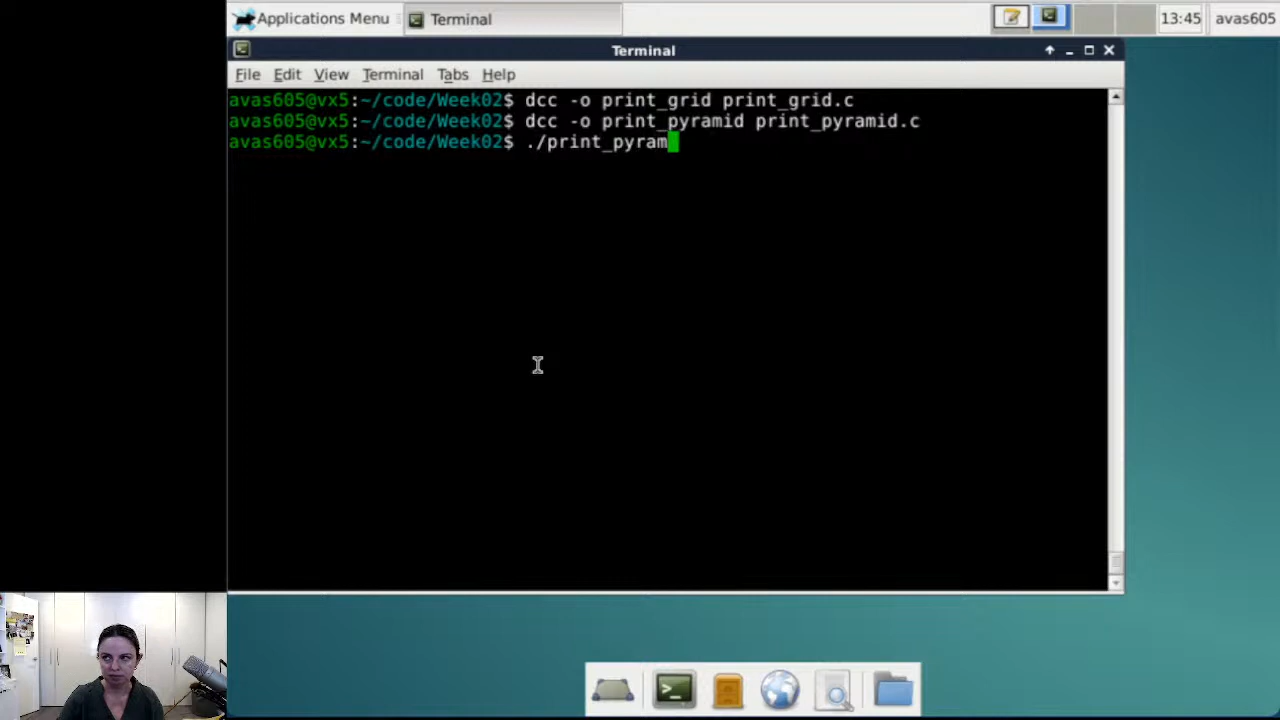 Applications Menu Terminal 13:45 avas605
Terminal
File Edit View Terminal Tabs Help
avas605@vx5:~/code/Week02$ dcc -o print_grid print_grid.c
avas605@vx5:~/code/Week02$ dcc -o print_pyramid print_pyramid.c
avas605@vx5:~/code/Week02$ ./print_pyram